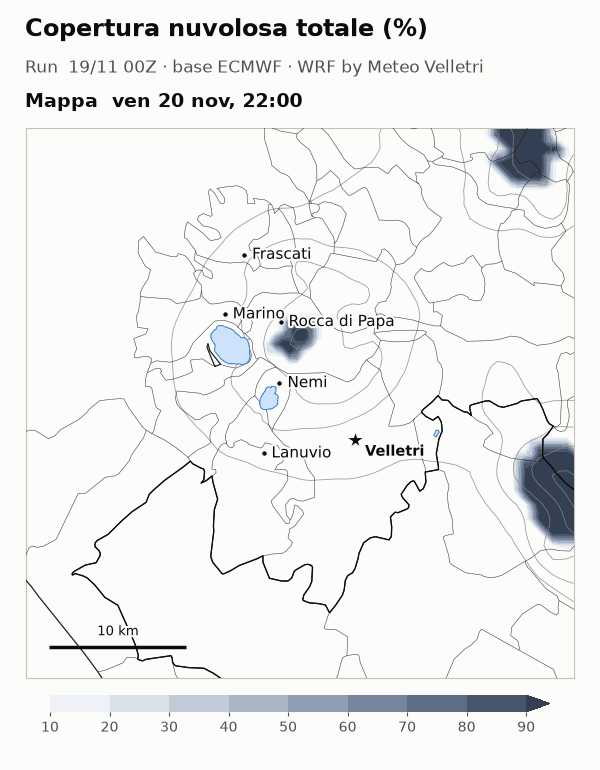 Copertura nuvolosa totale (%)
Run  19/11 00Z · base ECMWF · WRF by Meteo Velletri
Mappa  ven 20 nov, 22:00
Frascati
Marino
Rocca di Papa
Nemi
Velletri
Lanuvio
10 km
10 20 30 40 50 60 70 80 90